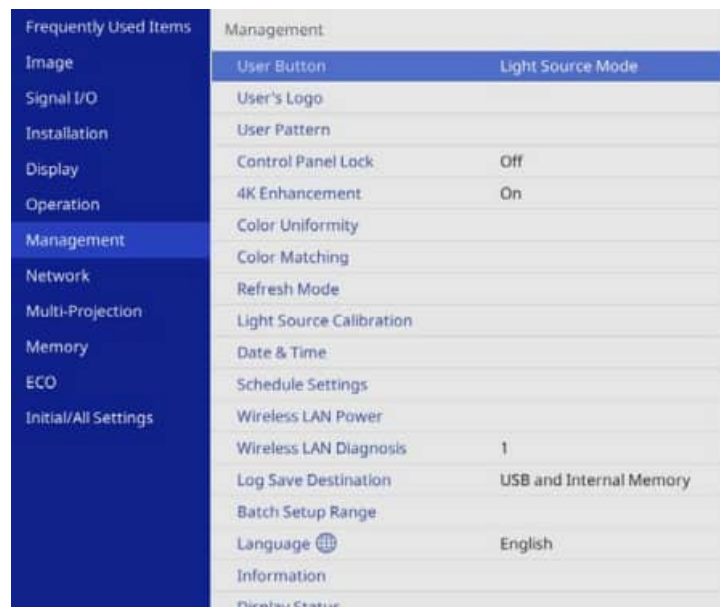 Frequently Used Items
Image
Signal I/O
Installation
Display
Operation
Management
Network
Multi-Projection
Memory
ECO
Initial/All Settings
Management
User Button Light Source Mode
User's Logo
User Pattern
Control Panel Lock Off
4K Enhancement On
Color Uniformity
Color Matching
Refresh Mode
Light Source Calibration
Date & Time
Schedule Settings
Wireless LAN Power
Wireless LAN Diagnosis 1
Log Save Destination USB and Internal Memory
Batch Setup Range
Language English
Information
Display Status